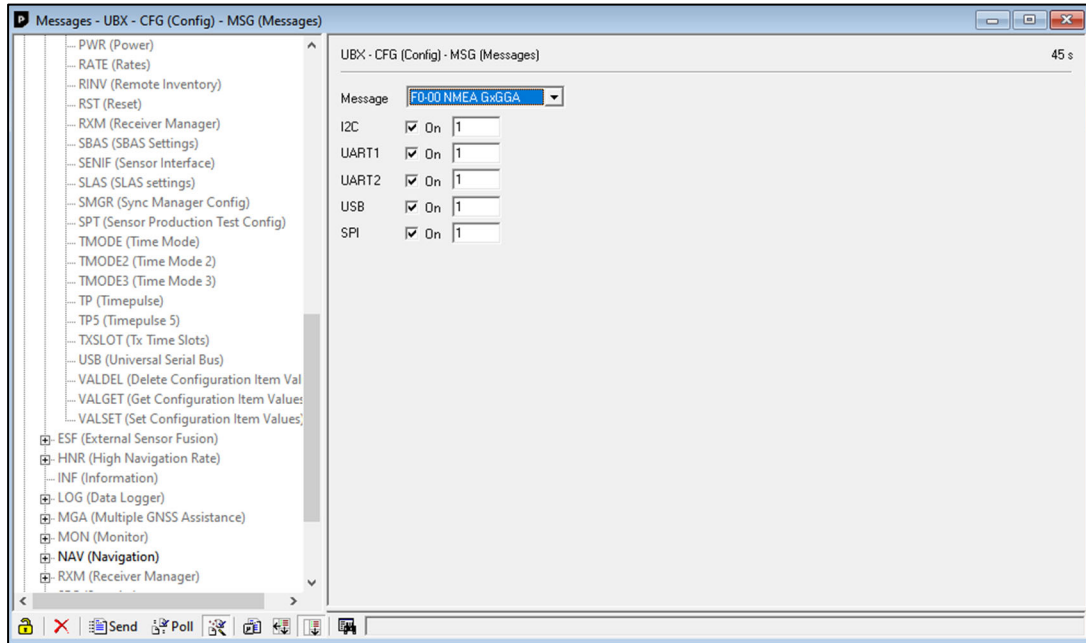 Messages - UBX - CFG (Config) - MSG (Messages)
PWR (Power)
RATE (Rates)
RINV (Remote Inventory)
RST (Reset)
RXM (Receiver Manager)
SBAS (SBAS Settings)
SENIF (Sensor Interface)
SLAS (SLAS settings)
SMGR (Sync Manager Config)
SPT (Sensor Production Test Config)
TMODE (Time Mode)
TMODE2 (Time Mode 2)
TMODE3 (Time Mode 3)
TP (Timepulse)
TP5 (Timepulse 5)
TXSLOT (Tx Time Slots)
USB (Universal Serial Bus)
VALDEL (Delete Configuration Item Val
VALGET (Get Configuration Item Values
VALSET (Set Configuration Item Values)
ESF (External Sensor Fusion)
HNR (High Navigation Rate)
INF (Information)
LOG (Data Logger)
MGA (Multiple GNSS Assistance)
MON (Monitor)
NAV (Navigation)
RXM (Receiver Manager)
UBX - CFG (Config) - MSG (Messages) 45 s
Message F0-00 NMEA GxGGA
I2C On 1
UART1 On 1
UART2 On 1
USB On 1
SPI On 1
Send Poll